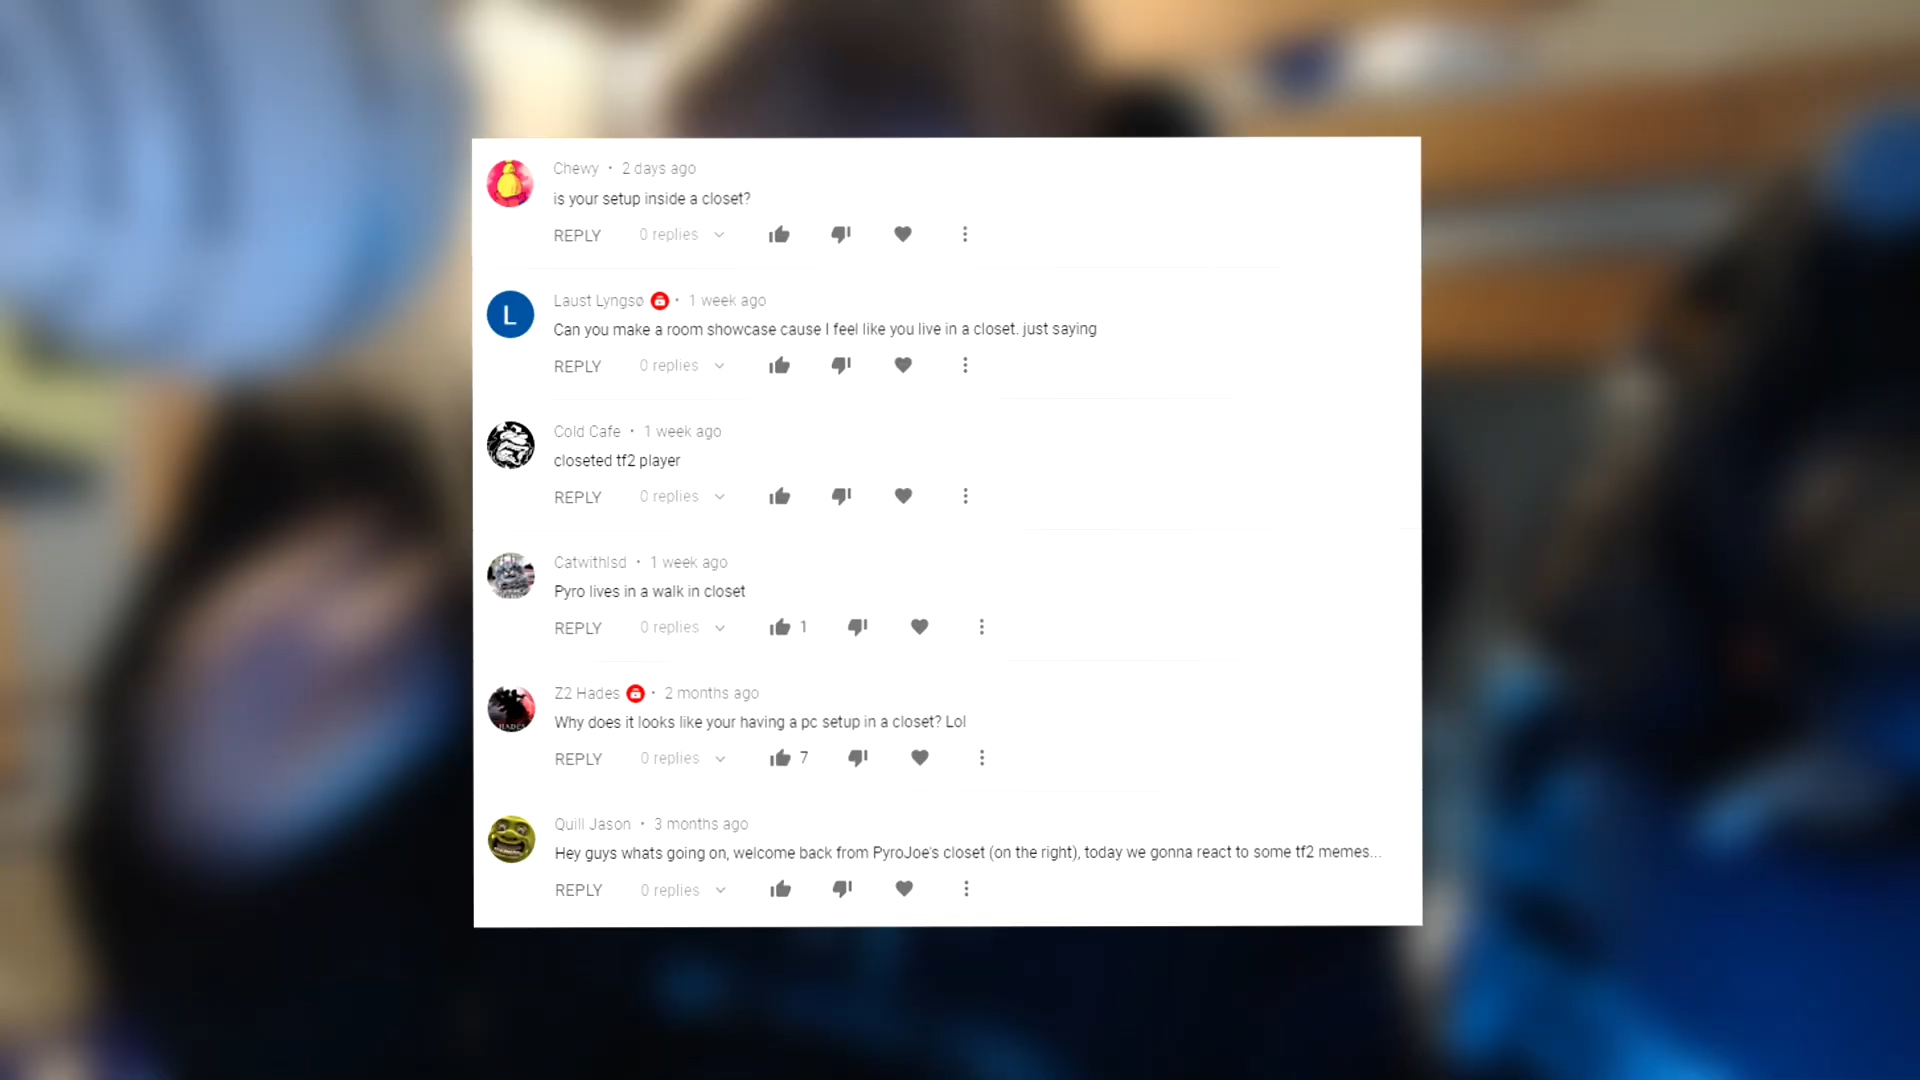 Chewy • 2 days ago
is your setup inside a closet?
REPLY 0 replies
Laust Lyngsø • 1 week ago
Can you make a room showcase cause I feel like you live in a closet. just saying
L
REPLY 0 replies
Cold Cafe • 1 week ago
closeted tf2 player
REPLY 0 replies
Catwithlsd • 1 week ago
Pyro lives in a walk in closet
REPLY 0 replies 1
Z2 Hades • 2 months ago
Why does it looks like your having a pc setup in a closet? Lol
HADES
REPLY 0 replies 7
Quill Jason • 3 months ago
Hey guys whats going on, welcome back from PyroJoe's closet (on the right), today we gonna react to some tf2 memes...
REPLY 0 replies